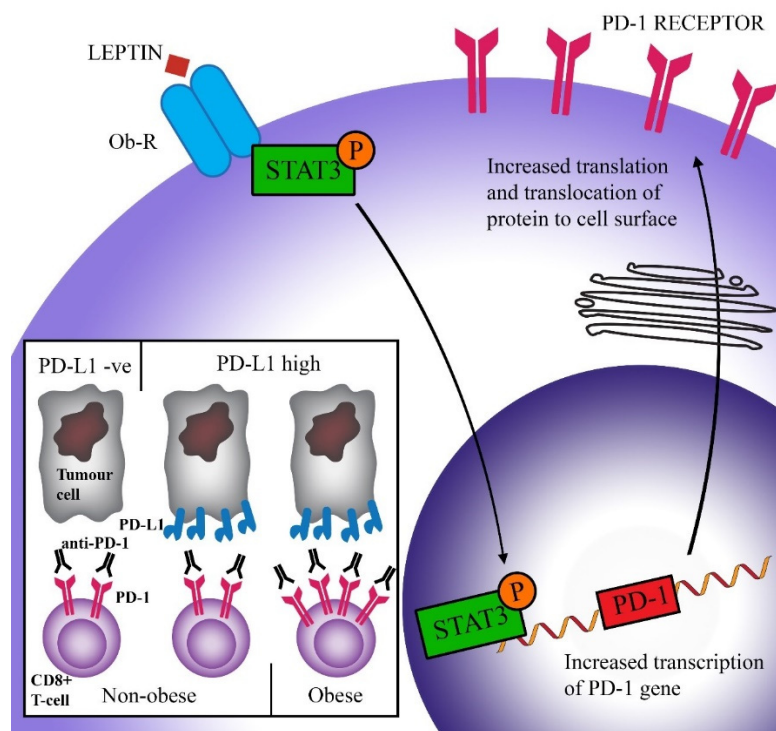 PD-1 RECEPTOR
LEPTIN
Ob-R
P
STAT3
Increased translation
and translocation of
protein to cell surface
PD-L1 -ve
PD-L1 high
Tumour
cell
PD-L1
anti-PD-1
PD-1
CD8+
T-cell
Non-obese
Obese
P
STAT3
PD-1
Increased transcription
of PD-1 gene